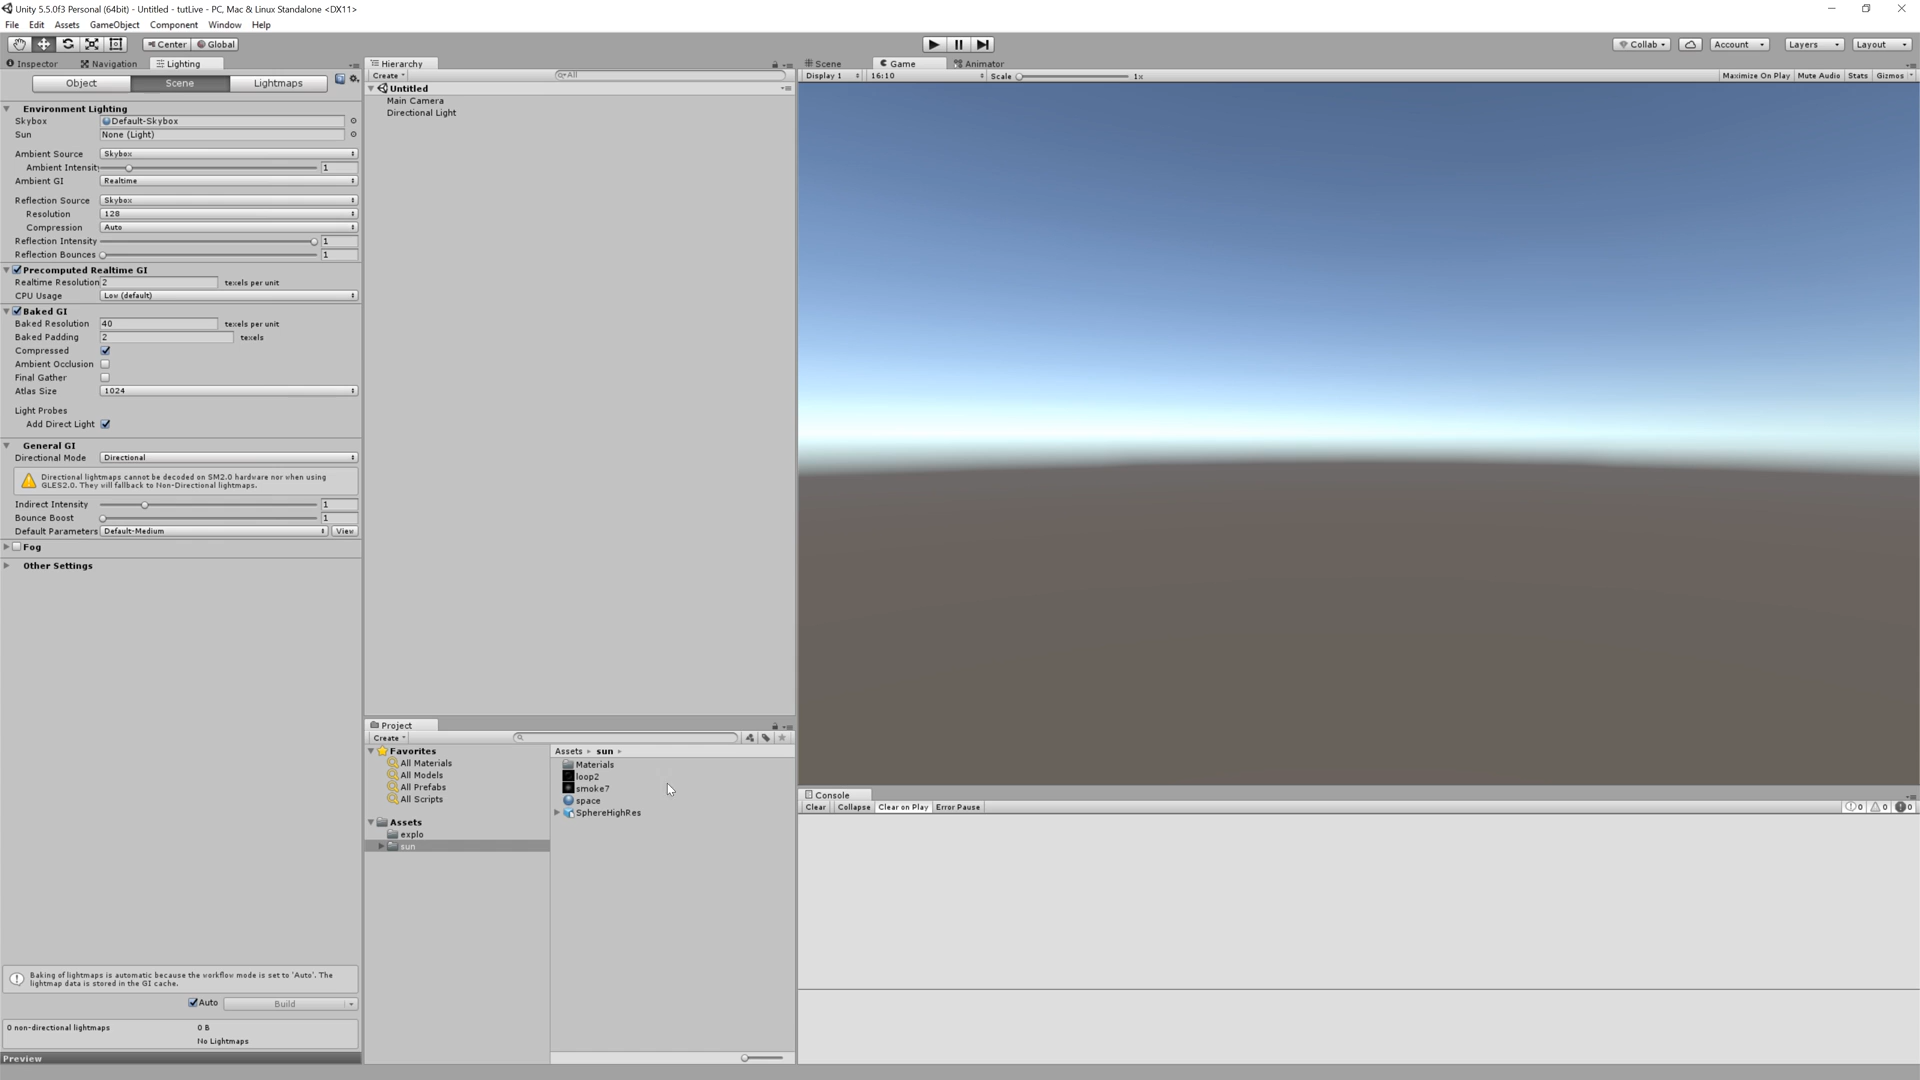 Unity 5.5.0f3 Personal (64bit) - Untitled - tutLive - PC, Mac & Linux Standalone <DX11>
File Edit Assets GameObject Component Window Help
Center Global
Collab Account Layers Layout
Inspector Navigation Lighting
Object Scene Lightmaps
Environment Lighting
Skybox Default-Skybox
Sun None (Light)
Ambient Source Skybox
Ambient Intensit 1
Ambient GI Realtime
Reflection Source Skybox
Resolution 128
Compression Auto
Reflection Intensity 1
Reflection Bounces 1
Precomputed Realtime GI
Realtime Resolution 2 texels per unit
CPU Usage Low (default)
Baked GI
Baked Resolution 40 texels per unit
Baked Padding 2 texels
Compressed
Ambient Occlusion
Final Gather
Atlas Size 1024
Light Probes
Add Direct Light
General GI
Directional Mode Directional
Directional lightmaps cannot be decoded on SM2.0 hardware nor when using
GLES2.0. They will fallback to Non-Directional lightmaps.
Indirect Intensity 1
Bounce Boost 1
Default Parameters Default-Medium View
Fog
Other Settings
Baking of lightmaps is automatic because the workflow mode is set to 'Auto'. The
lightmap data is stored in the GI cache.
Auto Build
0 non-directional lightmaps 0 B
No Lightmaps
Preview
Hierarchy
Create All
Untitled
Main Camera
Directional Light
Project
Create
Favorites
All Materials
All Models
All Prefabs
All Scripts
Assets
explo
sun
Assets sun
Materials
loop2
smoke7
space
SphereHighRes
Scene Game Animator
Display 1 16:10 Scale 1x Maximize On Play Mute Audio Stats Gizmos
Console
Clear Collapse Clear on Play Error Pause 0 0 0